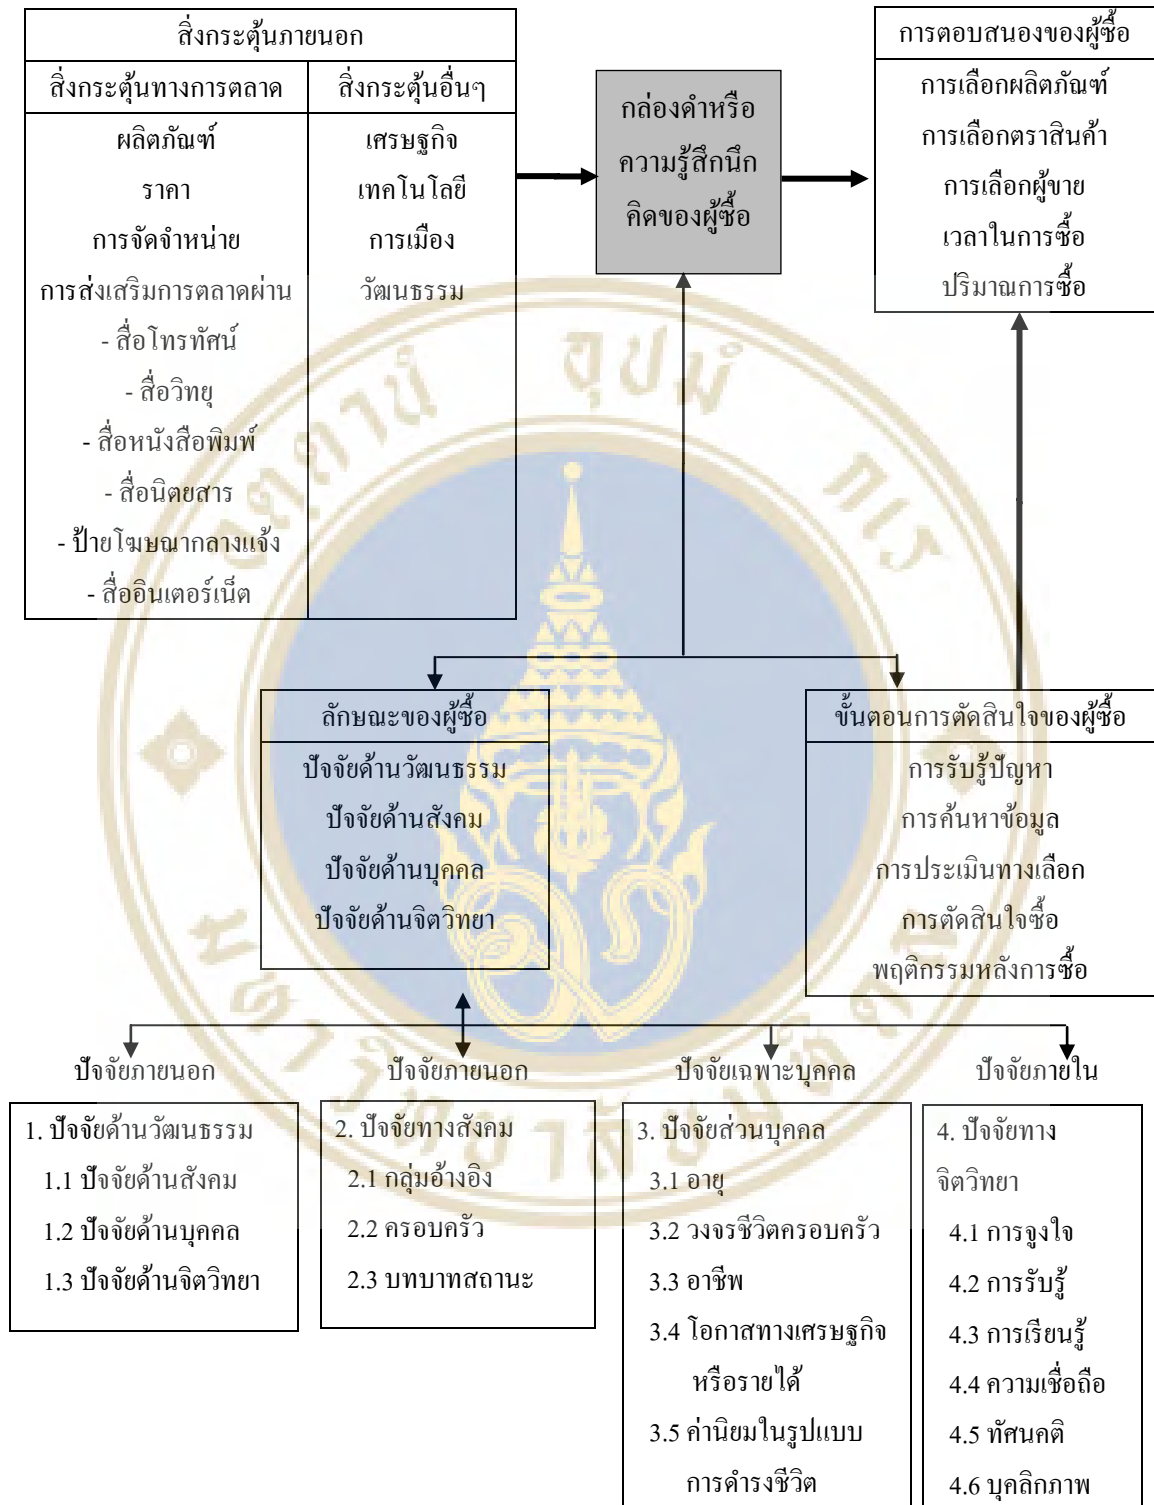 สิ่งกระตุ้นภายนอก
สิ่งกระตุ้นทางการตลาด
ผลิตภัณฑ์
ราคา
การจัดจำหน่าย
การส่งเสริมการตลาดผ่าน
- สื่อโทรทัศน์
- สื่อวิทยุ
- สื่อหนังสือพิมพ์
- สื่อนิตยสาร
- ป้ายโฆษณากลางแจ้ง
- สื่ออินเตอร์เน็ต
สิ่งกระตุ้นอื่นๆ
เศรษฐกิจ
เทคโนโลยี
การเมือง
วัฒนธรรม
กล่องดำหรือ
ความรู้สึกนึก
คิดของผู้ซื้อ
การตอบสนองของผู้ซื้อ
การเลือกผลิตภัณฑ์
การเลือกตราสินค้า
การเลือกผู้ขาย
เวลาในการซื้อ
ปริมาณการซื้อ
ลักษณะของผู้ซื้อ
ปัจจัยด้านวัฒนธรรม
ปัจจัยด้านสังคม
ปัจจัยด้านบุคคล
ปัจจัยด้านจิตวิทยา
ขั้นตอนการตัดสินใจของผู้ซื้อ
การรับรู้ปัญหา
การค้นหาข้อมูล
การประเมินทางเลือก
การตัดสินใจซื้อ
พฤติกรรมหลังการซื้อ
ปัจจัยภายนอก
1. ปัจจัยด้านวัฒนธรรม
1.1 ปัจจัยด้านสังคม
1.2 ปัจจัยด้านบุคคล
1.3 ปัจจัยด้านจิตวิทยา
ปัจจัยภายนอก
2. ปัจจัยทางสังคม
2.1 กลุ่มอ้างอิง
2.2 ครอบครัว
2.3 บทบาทสถานะ
ปัจจัยเฉพาะบุคคล
3. ปัจจัยส่วนบุคคล
3.1 อายุ
3.2 วงจรชีวิตครอบครัว
3.3 อาชีพ
3.4 โอกาสทางเศรษฐกิจ
หรือรายได้
3.5 ค่านิยมในรูปแบบ
การดำรงชีวิต
ปัจจัยภายใน
4. ปัจจัยทาง
จิตวิทยา
4.1 การจูงใจ
4.2 การรับรู้
4.3 การเรียนรู้
4.4 ความเชื่อถือ
4.5 ทัศนคติ
4.6 บุคลิกภาพ
อตฺตานํ อุปมํ กเร
มหาวิทยาลัยมหิดล